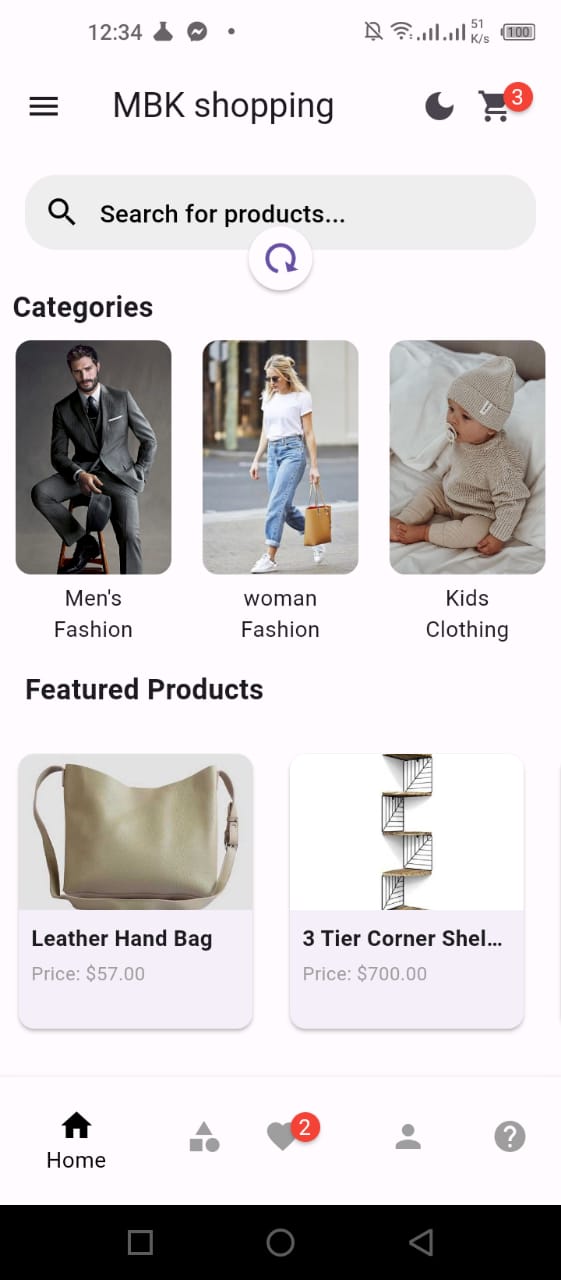 12:34
51
K/s
100
MBK shopping
3
Search for products...
Categories
Men's
Fashion
woman
Fashion
Kids
Clothing
Featured Products
Leather Hand Bag
Price: $57.00
3 Tier Corner Shel...
Price: $700.00
2
Home
?